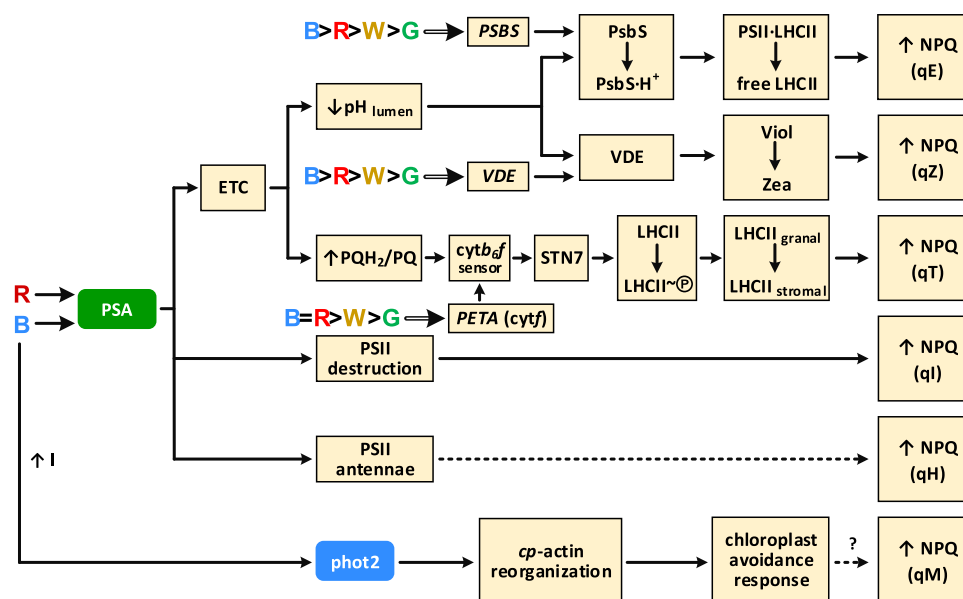 B>R>W>G
PSBS
PsbS
PsbS·H⁺
PSII·LHCII
free LHCII
↑ NPQ
(qE)
↓pH lumen
ETC
B>R>W>G
VDE
VDE
Viol
Zea
↑ NPQ
(qZ)
↑PQH₂/PQ
cytb₆f
sensor
STN7
LHCII
LHCII~Ⓟ
LHCII granal
LHCII stromal
↑ NPQ
(qT)
R
B
PSA
B=R>W>G
PETA (cytf)
PSII
destruction
↑ NPQ
(qI)
↑ I
PSII
antennae
↑ NPQ
(qH)
phot2
cp-actin
reorganization
chloroplast
avoidance
response
?
↑ NPQ
(qM)